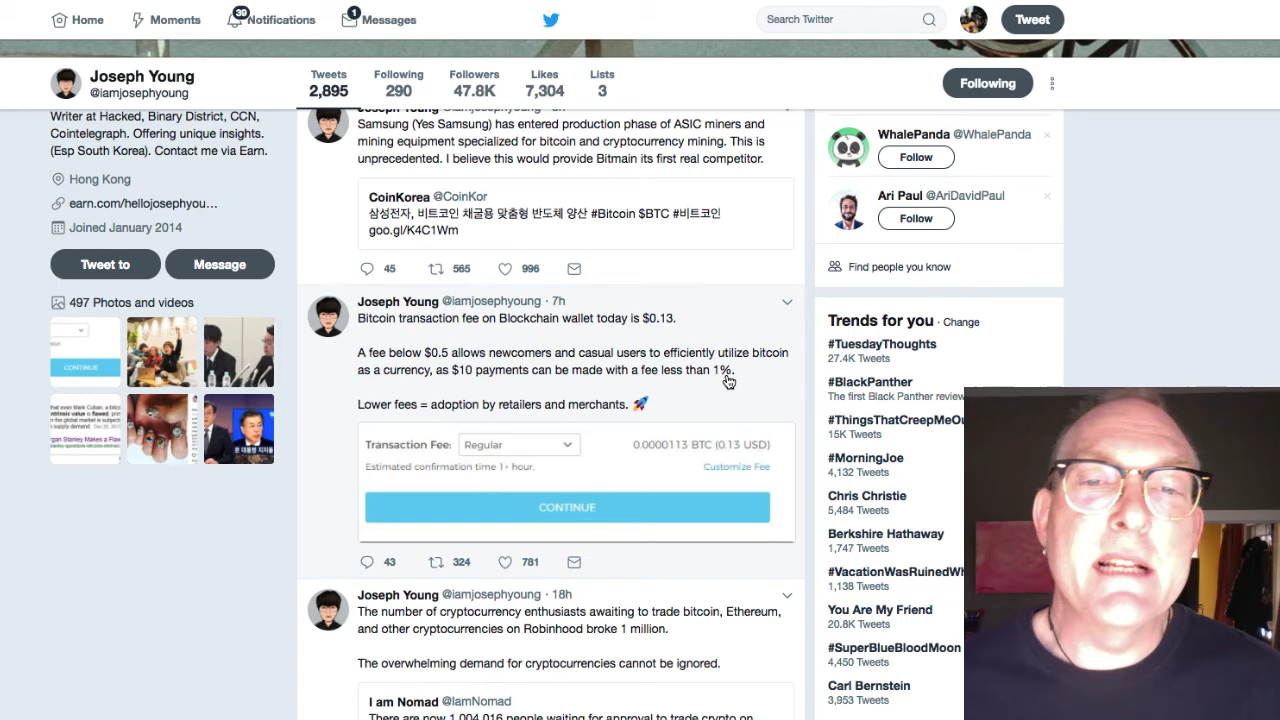 Home
Moments
39
Notifications
1
Messages
Search Twitter
Tweet
Joseph Young
@iamjosephyoung
Tweets
2,895
Following
290
Followers
47.8K
Likes
7,304
Lists
3
Following
Writer at Hacked, Binary District, CCN,
Cointelegraph. Offering unique insights.
(Esp South Korea). Contact me via Earn.
Hong Kong
earn.com/hellojosephyou…
Joined January 2014
Tweet to
Message
497 Photos and videos
CONTINUE
Joseph Young @iamjosephyoung
Samsung (Yes Samsung) has entered production phase of ASIC miners and
mining equipment specialized for bitcoin and cryptocurrency mining. This is
unprecedented. I believe this would provide Bitmain its first real competitor.
CoinKorea @CoinKor
삼성전자, 비트코인 채굴용 맞춤형 반도체 양산 #Bitcoin $BTC #비트코인
goo.gl/K4C1Wm
45
565
996
Joseph Young @iamjosephyoung · 7h
Bitcoin transaction fee on Blockchain wallet today is $0.13.
A fee below $0.5 allows newcomers and casual users to efficiently utilize bitcoin
as a currency, as $10 payments can be made with a fee less than 1%.
Lower fees = adoption by retailers and merchants. 🚀
Transaction Fee: Regular 0.0000113 BTC (0.13 USD)
Estimated confirmation time 1+ hour. Customize Fee
CONTINUE
43
324
781
Joseph Young @iamjosephyoung · 18h
The number of cryptocurrency enthusiasts awaiting to trade bitcoin, Ethereum,
and other cryptocurrencies on Robinhood broke 1 million.
The overwhelming demand for cryptocurrencies cannot be ignored.
I am Nomad @IamNomad
There are now 1,004,016 people waiting for approval to trade crypto on
WhalePanda @WhalePanda
Follow
Ari Paul @AriDavidPaul
Follow
Find people you know
Trends for you · Change
#TuesdayThoughts
27.4K Tweets
#BlackPanther
The first Black Panther review
#ThingsThatCreepMeOu
15K Tweets
#MorningJoe
4,132 Tweets
Chris Christie
5,484 Tweets
Berkshire Hathaway
1,747 Tweets
#VacationWasRuinedWh
1,138 Tweets
You Are My Friend
20.8K Tweets
#SuperBlueBloodMoon
4,450 Tweets
Carl Bernstein
3,953 Tweets